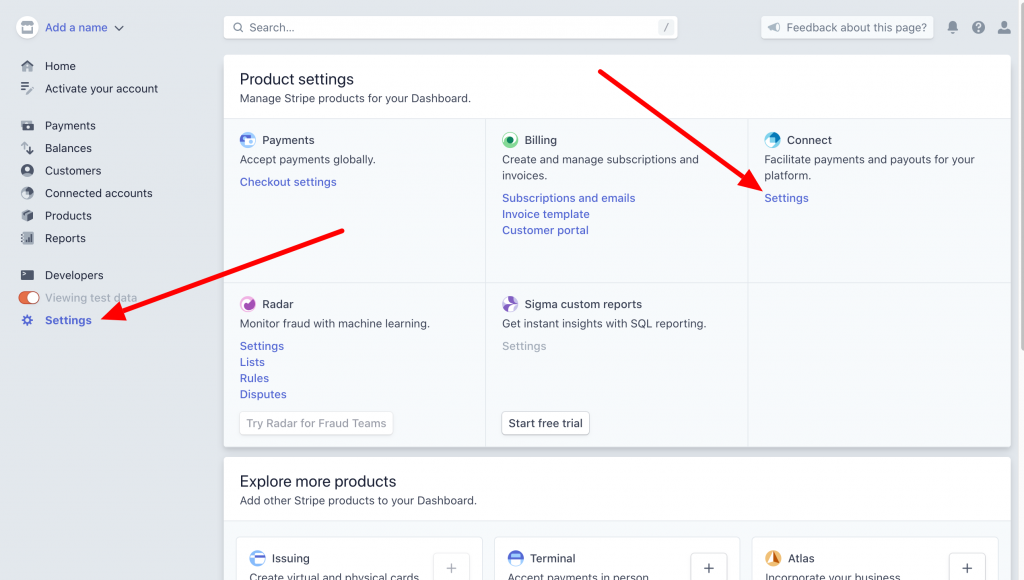 Add a name
Search...
/
Feedback about this page?
Home
Activate your account
Payments
Balances
Customers
Connected accounts
Products
Reports
Developers
Viewing test data
Settings
Product settings
Manage Stripe products for your Dashboard.
Payments
Accept payments globally.
Checkout settings
Billing
Create and manage subscriptions and
invoices.
Subscriptions and emails
Invoice template
Customer portal
Connect
Facilitate payments and payouts for your
platform.
Settings
Radar
Monitor fraud with machine learning.
Settings
Lists
Rules
Disputes
Try Radar for Fraud Teams
Sigma custom reports
Get instant insights with SQL reporting.
Settings
Start free trial
Explore more products
Add other Stripe products to your Dashboard.
Issuing
Create virtual and physical cards
Terminal
Accept payments in person
Atlas
Incorporate your business